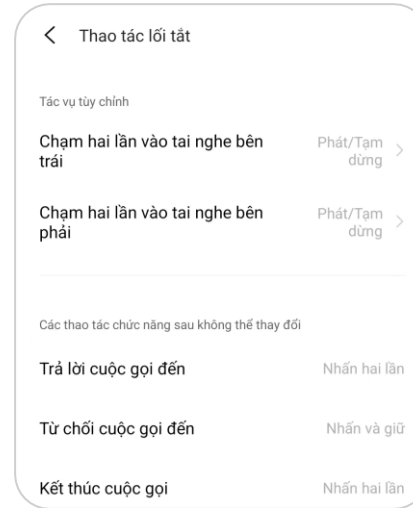 Thao tác lối tắt
Tác vụ tùy chỉnh
Chạm hai lần vào tai nghe bên
trái
Phát/Tạm
dừng
Chạm hai lần vào tai nghe bên
phải
Phát/Tạm
dừng
Các thao tác chức năng sau không thể thay đổi
Trả lời cuộc gọi đến
Nhấn hai lần
Từ chối cuộc gọi đến
Nhấn và giữ
Kết thúc cuộc gọi
Nhấn hai lần